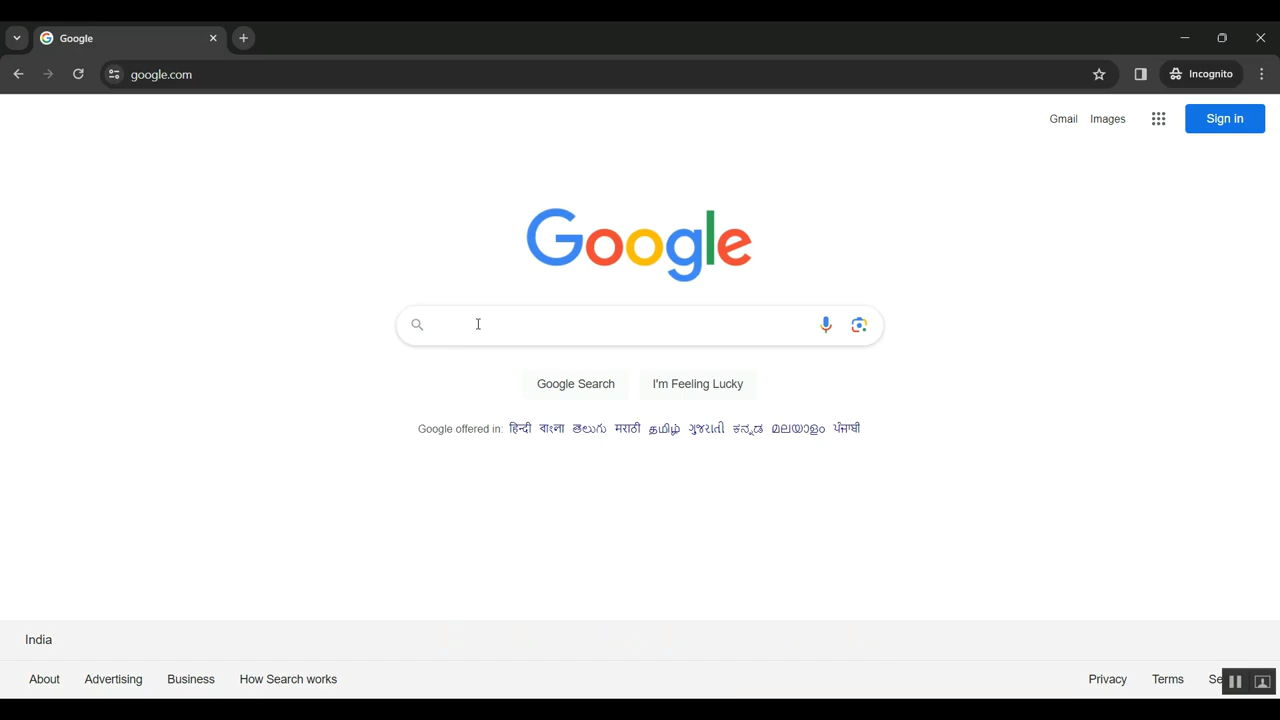 Google
google.com
Incognito
Gmail Images
Sign in
Google
Google Search I'm Feeling Lucky
Google offered in: हिन्दी বাংলা తెలుగు मराठी தமிழ் ગુજરાતી ಕನ್ನಡ മലയാളം ਪੰਜਾਬੀ
India
About Advertising Business How Search works
Privacy Terms Se